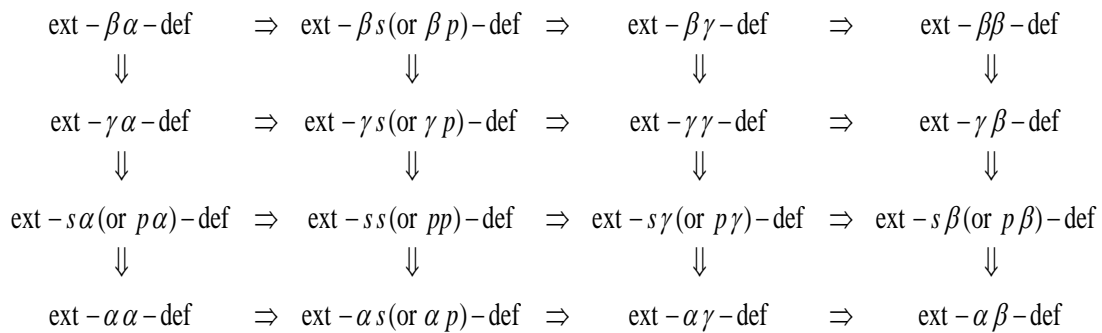 ext – βα – def ⇒ ext – βs(or βp) – def ⇒ ext – βγ – def ⇒ ext – ββ – def
⇓ ⇓ ⇓ ⇓
ext – γα – def ⇒ ext – γs(or γp) – def ⇒ ext – γγ – def ⇒ ext – γβ – def
⇓ ⇓ ⇓ ⇓
ext – sα(or pα) – def ⇒ ext – ss(or pp) – def ⇒ ext – sγ(or pγ) – def ⇒ ext – sβ(or pβ) – def
⇓ ⇓ ⇓ ⇓
ext – αα – def ⇒ ext – αs(or αp) – def ⇒ ext – αγ – def ⇒ ext – αβ – def